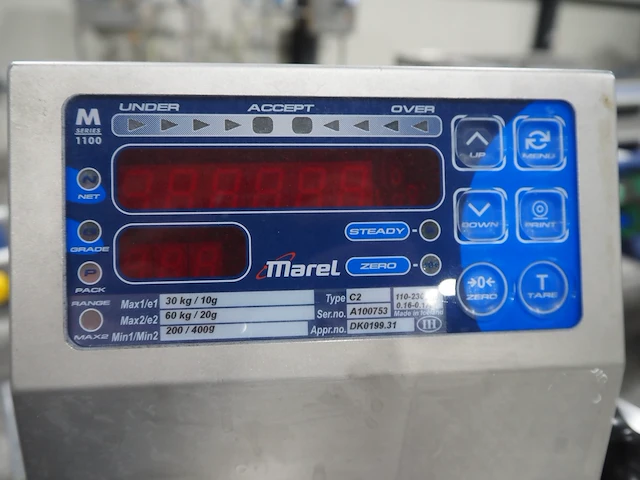 UNDER ACCEPT OVER
M
SERIES
1100
UP
MENU
N
NET
GRADE
DOWN
PRINT
STEADY
P
PACK
marel
ZERO
→0←
ZERO
T
TARE
RANGE
MAX2
Max1/e1 30 kg / 10g Type C2
Max2/e2 60 kg / 20g Ser.no. A100753 Made in
Min1/Min2 200 / 400g Appr.no. DK0199.31